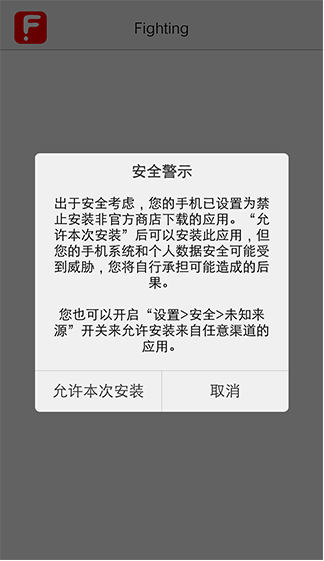 Fighting
安全警示
出于安全考虑，您的手机已设置为禁
止安装非官方商店下载的应用。“允
许本次安装”后可以安装此应用，但
您的手机系统和个人数据安全可能受
到威胁，您将自行承担可能造成的后
果。
您也可以开启“设置>安全>未知来
源”开关来允许安装来自任意渠道的
应用。
允许本次安装
取消